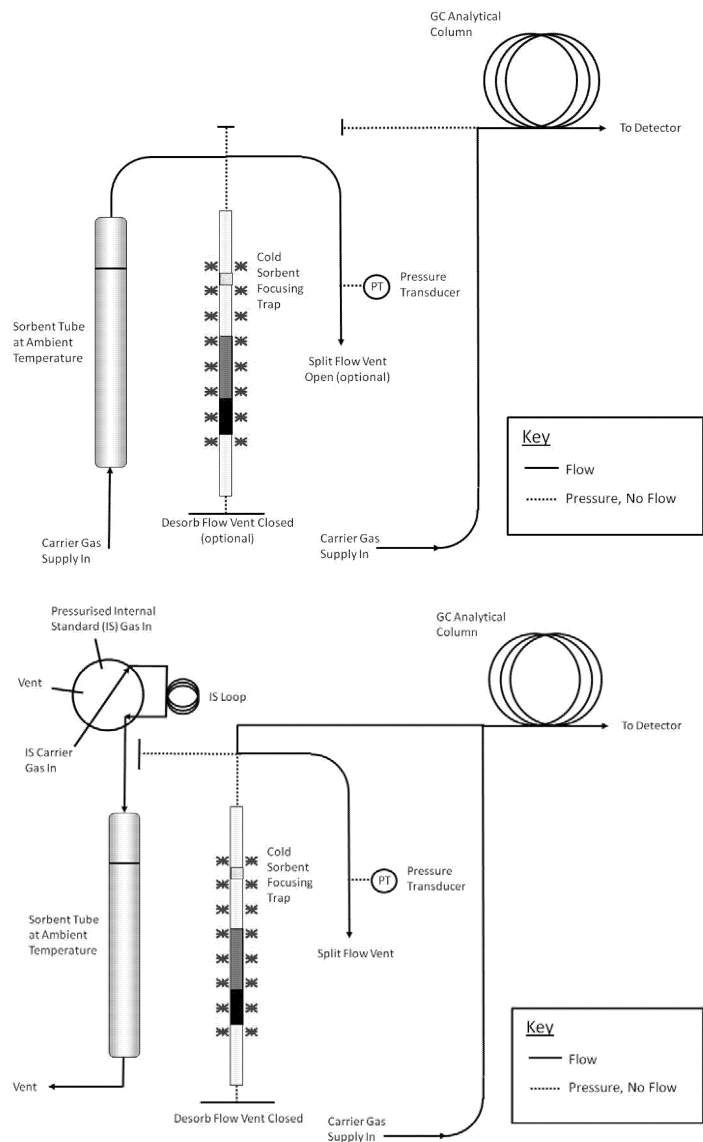 GC Analytical
Column
To Detector
Cold
Sorbent
Focusing
Trap
PT
Pressure
Transducer
Sorbent Tube
at Ambient
Temperature
Split Flow Vent
Open (optional)
Key
Flow
Pressure, No Flow
Desorb Flow Vent Closed
(optional)
Carrier Gas
Supply In
Carrier Gas
Supply In
Pressurised Internal
Standard (IS) Gas In
GC Analytical
Column
Vent
IS Loop
To Detector
IS Carrier
Gas In
Cold
Sorbent
Focusing
Trap
PT
Pressure
Transducer
Sorbent Tube
at Ambient
Temperature
Split Flow Vent
Key
Flow
Pressure, No Flow
Vent
Desorb Flow Vent Closed
Carrier Gas
Supply In